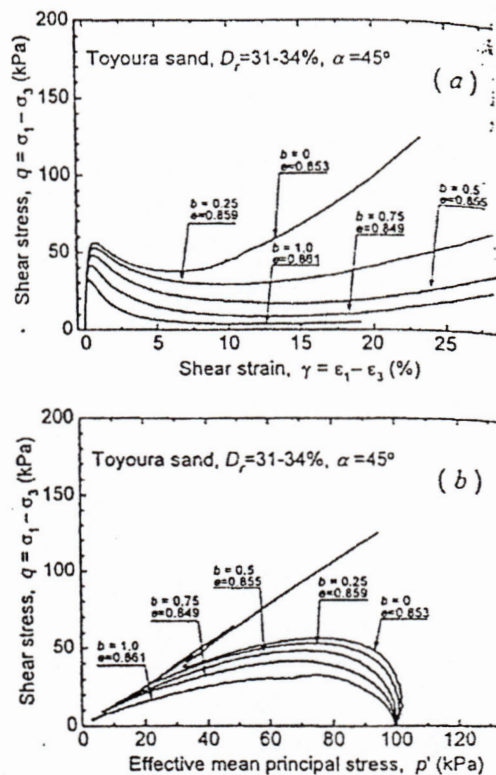 200
Toyoura sand, Dr=31-34%, α=45°
(a)
150
b = 0
e=0.853
b = 0.25
e=0.859
b = 0.75
e=0.849
b = 0.5
e=0.855
b = 1.0
e=0.861
100
50
0
0 5 10 15 20 25
Shear stress, q = σ1 − σ3 (kPa)
Shear strain, γ = ε1 − ε3 (%)
200
Toyoura sand, Dr=31-34%, α=45°
(b)
150
b = 0.5
e=0.855
b = 0.25
e=0.859
b = 0
e=0.853
b = 0.75
e=0.849
b = 1.0
e=0.861
100
50
0
0 20 40 60 80 100 120
Shear stress, q = σ1 − σ3 (kPa)
Effective mean principal stress, p' (kPa)